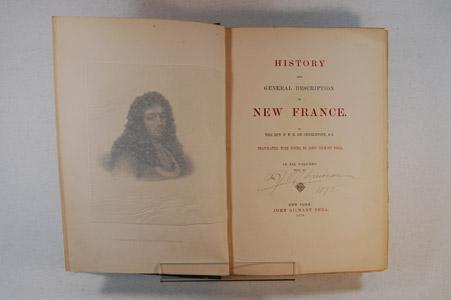 HISTORY
AND
GENERAL DESCRIPTION
OF
NEW FRANCE.
BY
THE REV. P. F. X. DE CHARLEVOIX, S.J.
TRANSLATED, WITH NOTES, BY JOHN GILMARY SHEA.
IN SIX VOLUMES
VOL.
NEW YORK:
JOHN GILMARY SHEA.